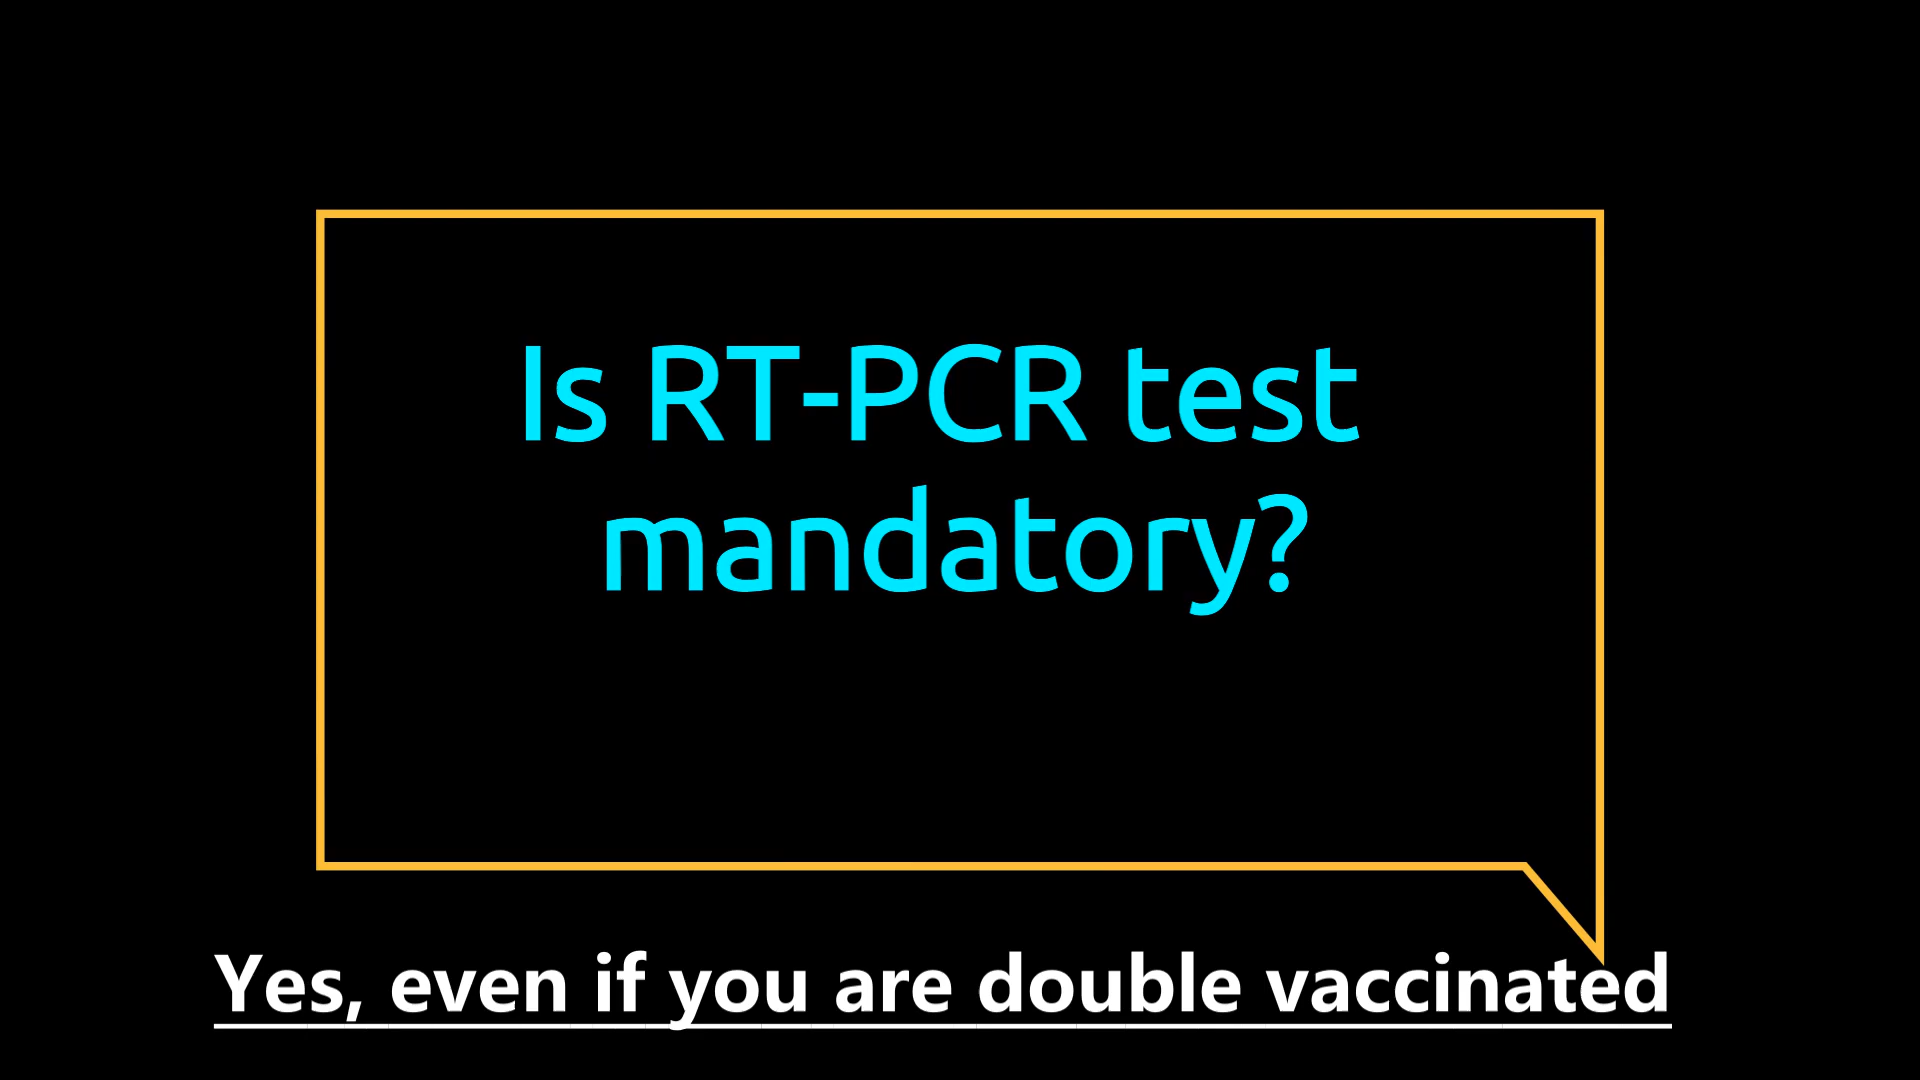 Is RT-PCR test
mandatory?
Yes, even if you are double vaccinated